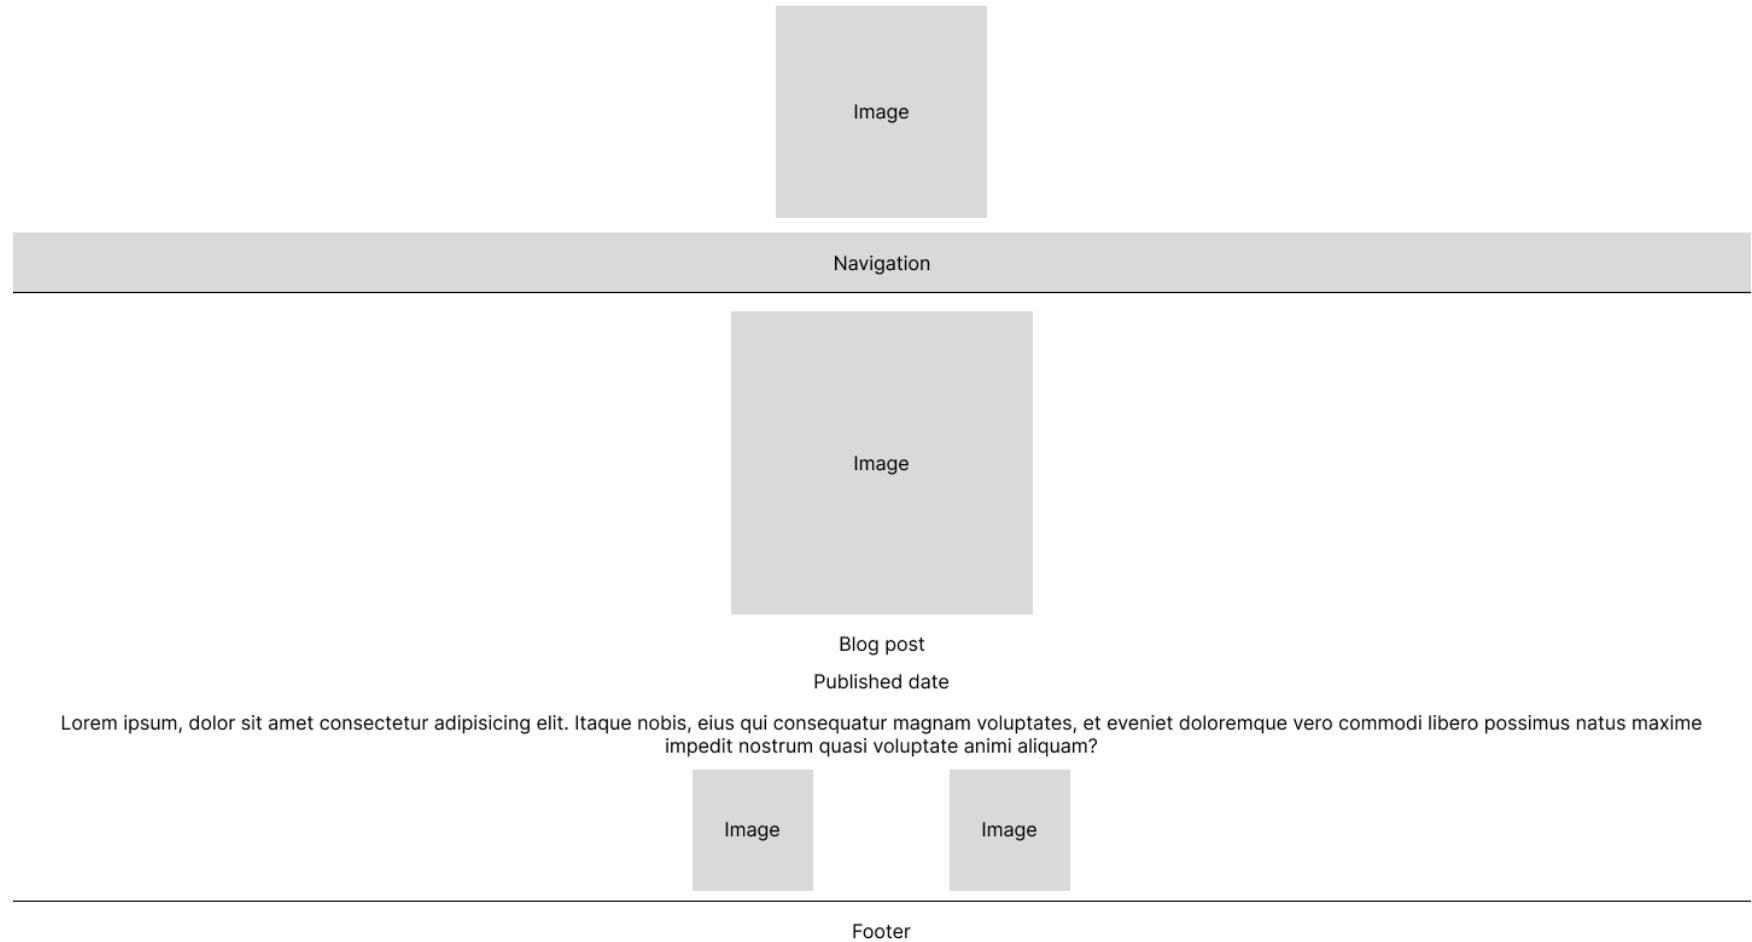 Image
Navigation
Image
Blog post
Published date
Lorem ipsum, dolor sit amet consectetur adipisicing elit. Itaque nobis, eius qui consequatur magnam voluptates, et eveniet doloremque vero commodi libero possimus natus maxime
impedit nostrum quasi voluptate animi aliquam?
Image
Image
Footer